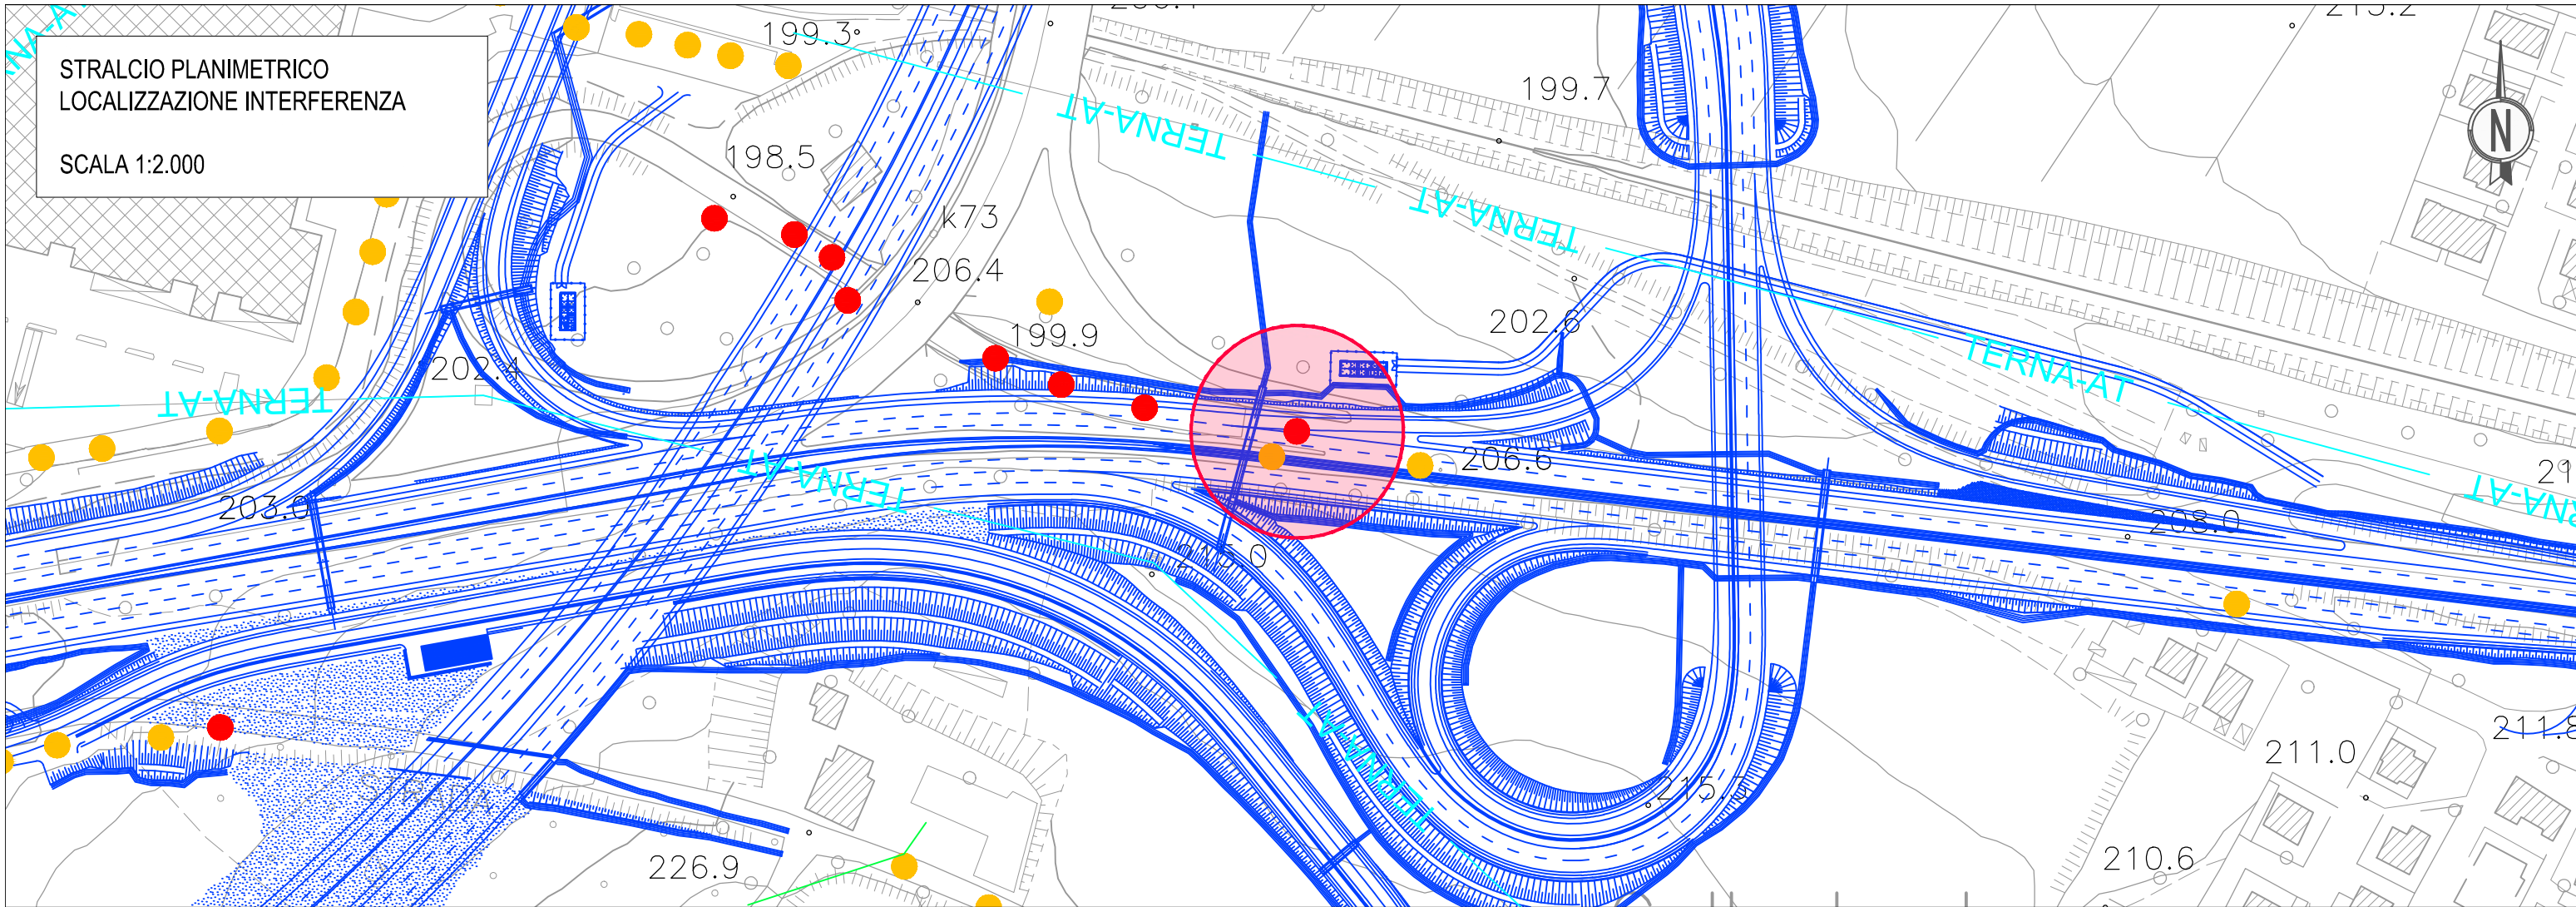 STRALCIO PLANIMETRICO
LOCALIZZAZIONE INTERFERENZA
SCALA 1:2.000
199.3
199.7
TERNA-AT
N
198.5
TERNA-AT
k73
206.4
199.9
202.6
202.4
TERNA-AT
TERNA-AT
TERNA-AT
206.6
203.0
208.0
211.0
226.9
210.6